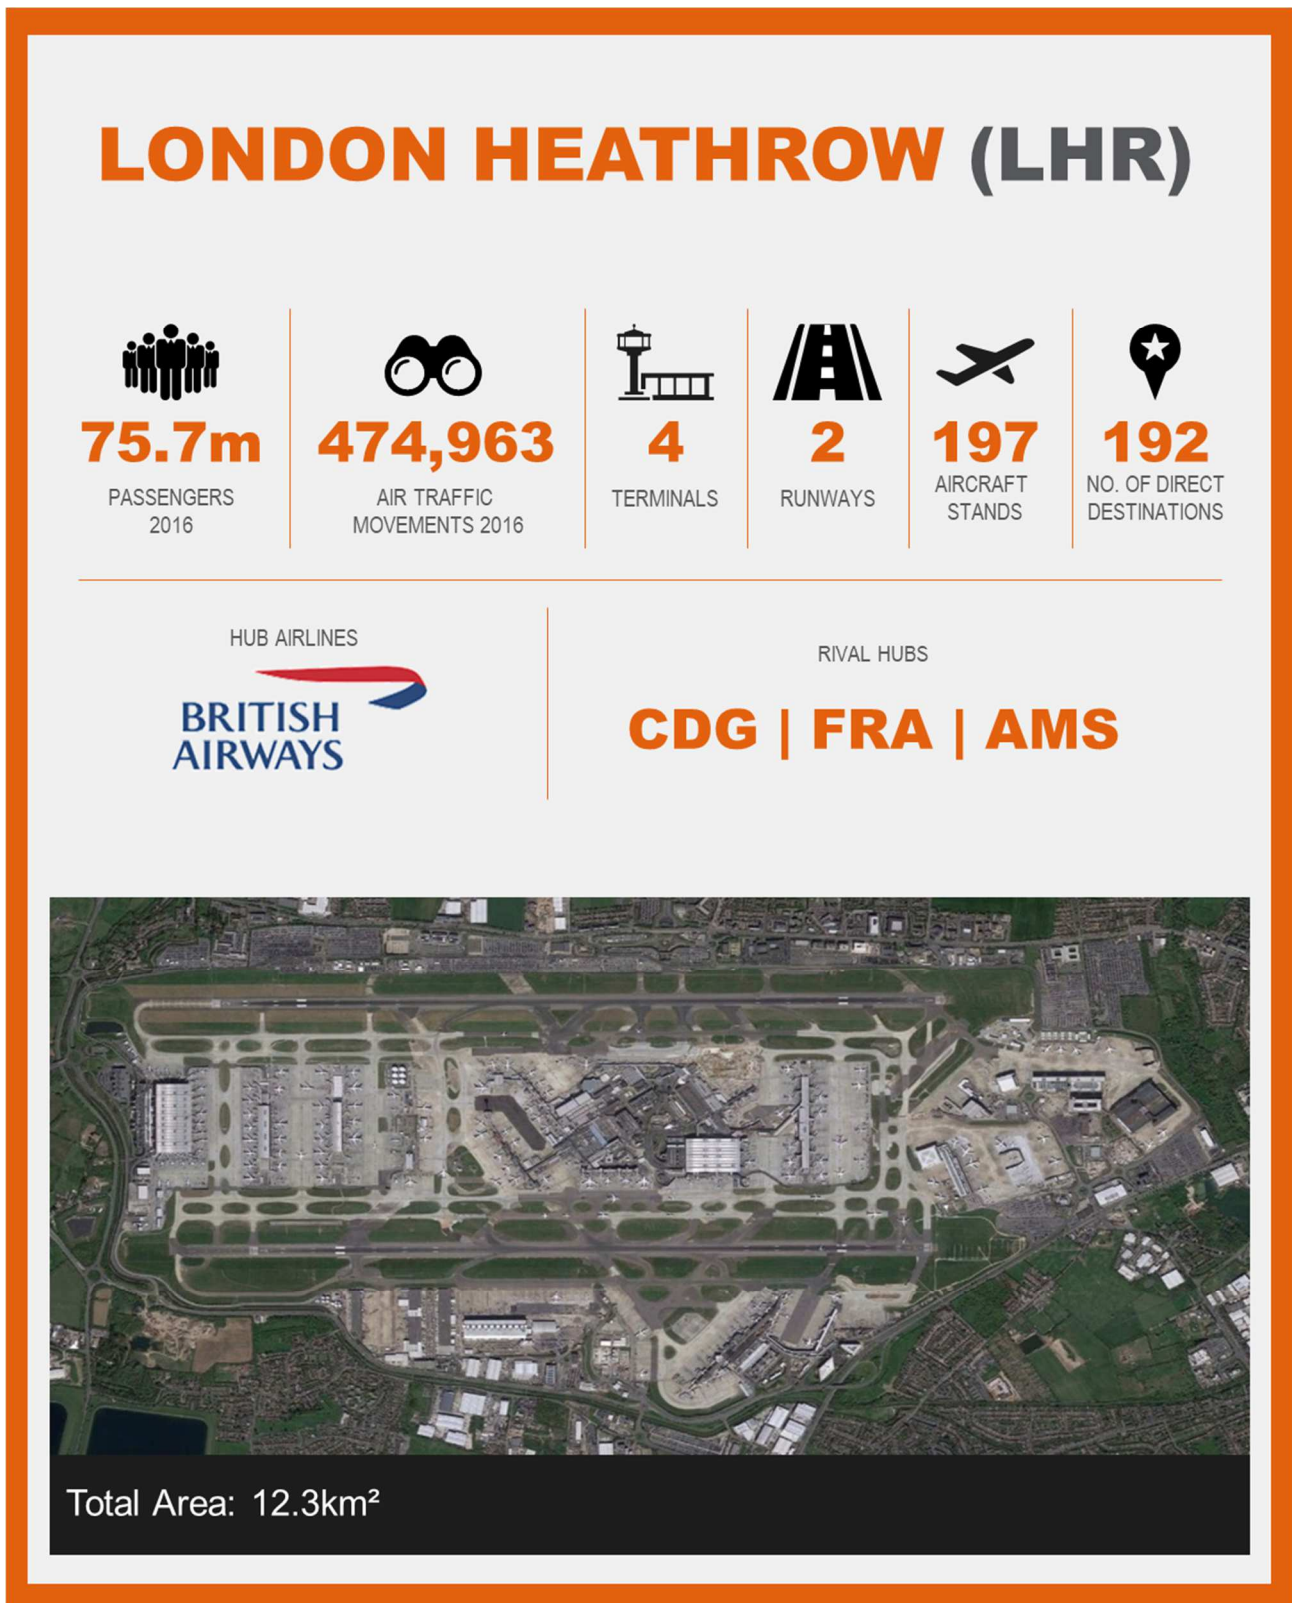 LONDON HEATHROW (LHR)
75.7m
PASSENGERS
2016
474,963
AIR TRAFFIC
MOVEMENTS 2016
4
TERMINALS
2
RUNWAYS
197
AIRCRAFT
STANDS
192
NO. OF DIRECT
DESTINATIONS
HUB AIRLINES
BRITISH
AIRWAYS
RIVAL HUBS
CDG | FRA | AMS
Total Area: 12.3km²